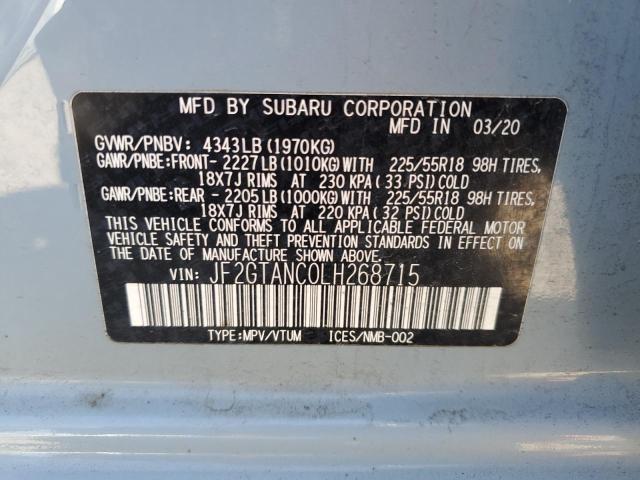 MFD BY SUBARU CORPORATION
MFD IN 03/20
GVWR/PNBV: 4343LB (1970KG)
GAWR/PNBE:FRONT- 2227LB (1010KG) WITH 225/55R18 98H TIRES,
18X7J RIMS AT 230 KPA (33 PSI) COLD
GAWR/PNBE:REAR - 2205LB (1000KG) WITH 225/55R18 98H TIRES,
18X7J RIMS AT 220 KPA (32 PSI) COLD
THIS VEHICLE CONFORMS TO ALL APPLICABLE FEDERAL MOTOR
VEHICLE SAFETY AND THEFT PREVENTION STANDARDS IN EFFECT ON
THE DATE OF MANUFACTURE SHOWN ABOVE.
VIN: JF2GTANC0LH268715
TYPE:MPV/VTUM ICES/NMB-002